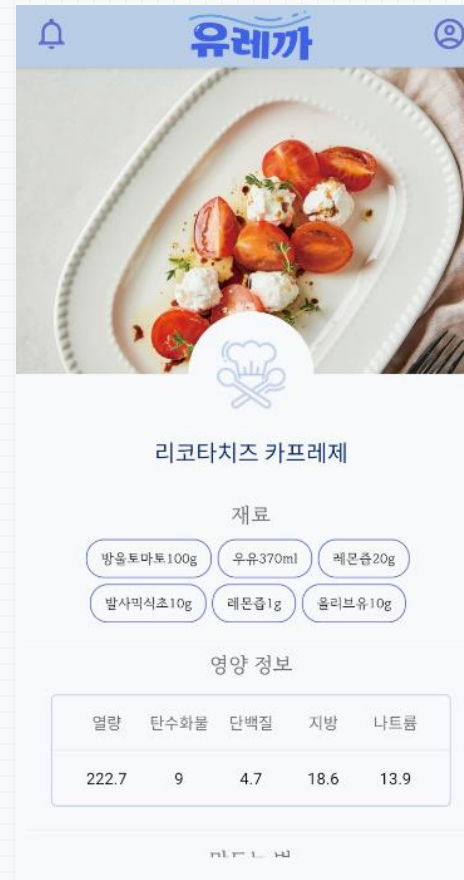 유레까
리코타치즈 카프레제
재료
방울토마토100g 우유370ml 레몬즙20g
발사믹식초10g 레몬즙1g 올리브유10g
영양 정보
열량 탄수화물 단백질 지방 나트륨
222.7 9 4.7 18.6 13.9
만드는 법